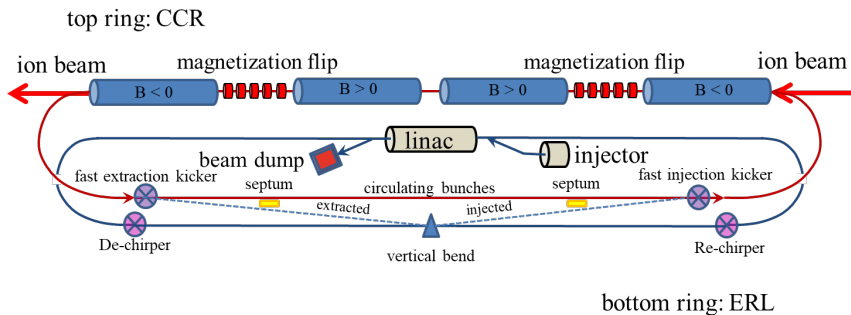 top ring: CCR
ion beam
magnetization flip
magnetization flip
ion beam
B < 0
B > 0
B > 0
B < 0
linac
beam dump
injector
fast extraction kicker
septum
circulating bunches
septum
fast injection kicker
extracted
injected
De-chirper
vertical bend
Re-chirper
bottom ring: ERL